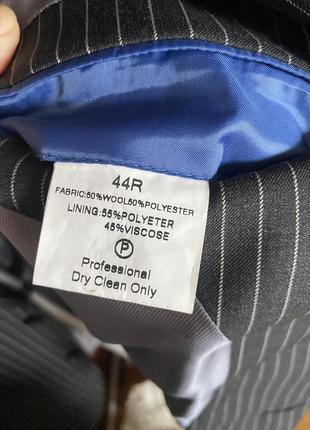 44R
FABRIC:50%WOOL50%POLYESTER
LINING:55%POLYETER
45%VISCOSE
P
Professional
Dry Clean Only